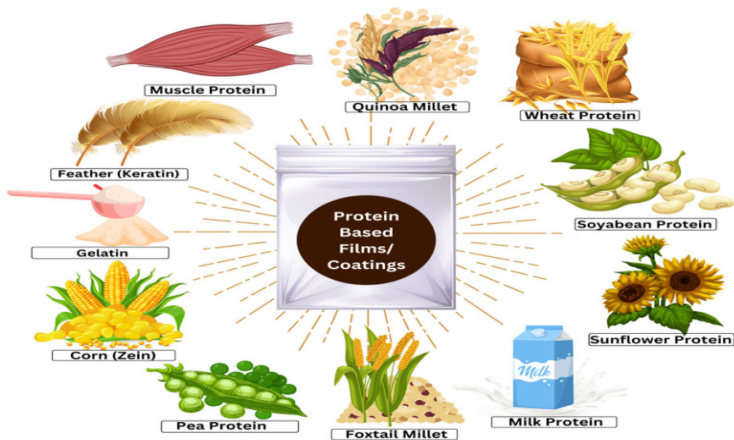 Muscle Protein
Quinoa Millet
Wheat Protein
Feather (Keratin)
Soyabean Protein
Protein
Based
Films/
Coatings
Gelatin
Sunflower Protein
Corn (Zein)
Milk
Milk Protein
Pea Protein
Foxtail Millet